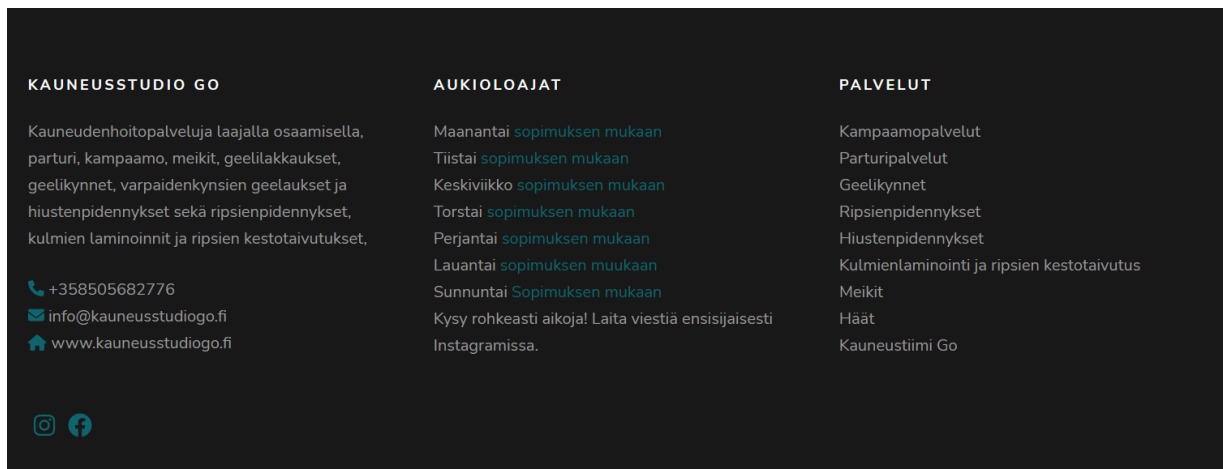 KAUNEUSSTUDIO GO
Kauneudenhoitopalveluja laajalla osaamisella,
parturi, kampaamo, meikit, geelilakkaukset,
geelikynnet, varpaidenkynsien geelaukset ja
hiustenpidennykset sekä ripsienpidennykset,
kulmien laminoinnit ja ripsien kestotaivutukset,
+358505682776
info@kauneusstudiogo.fi
www.kauneusstudiogo.fi
AUKIOLOAJAT
Maanantai sopimuksen mukaan
Tiistai sopimuksen mukaan
Keskiviikko sopimuksen mukaan
Torstai sopimuksen mukaan
Perjantai sopimuksen mukaan
Lauantai sopimuksen muukaan
Sunnuntai Sopimuksen mukaan
Kysy rohkeasti aikoja! Laita viestiä ensisijaisesti
Instagramissa.
PALVELUT
Kampaamopalvelut
Parturipalvelut
Geelikynnet
Ripsienpidennykset
Hiustenpidennykset
Kulmienlaminointi ja ripsien kestotaivutus
Meikit
Häät
Kauneustiimi Go